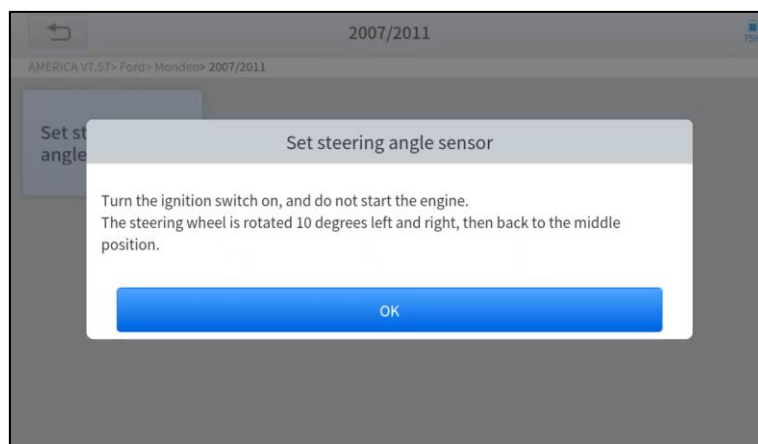 2007/2011
75%
AMERICA V7.57> Ford> Mondeo> 2007/2011
Set st
angle
Set steering angle sensor
Turn the ignition switch on, and do not start the engine.
The steering wheel is rotated 10 degrees left and right, then back to the middle
position.
OK